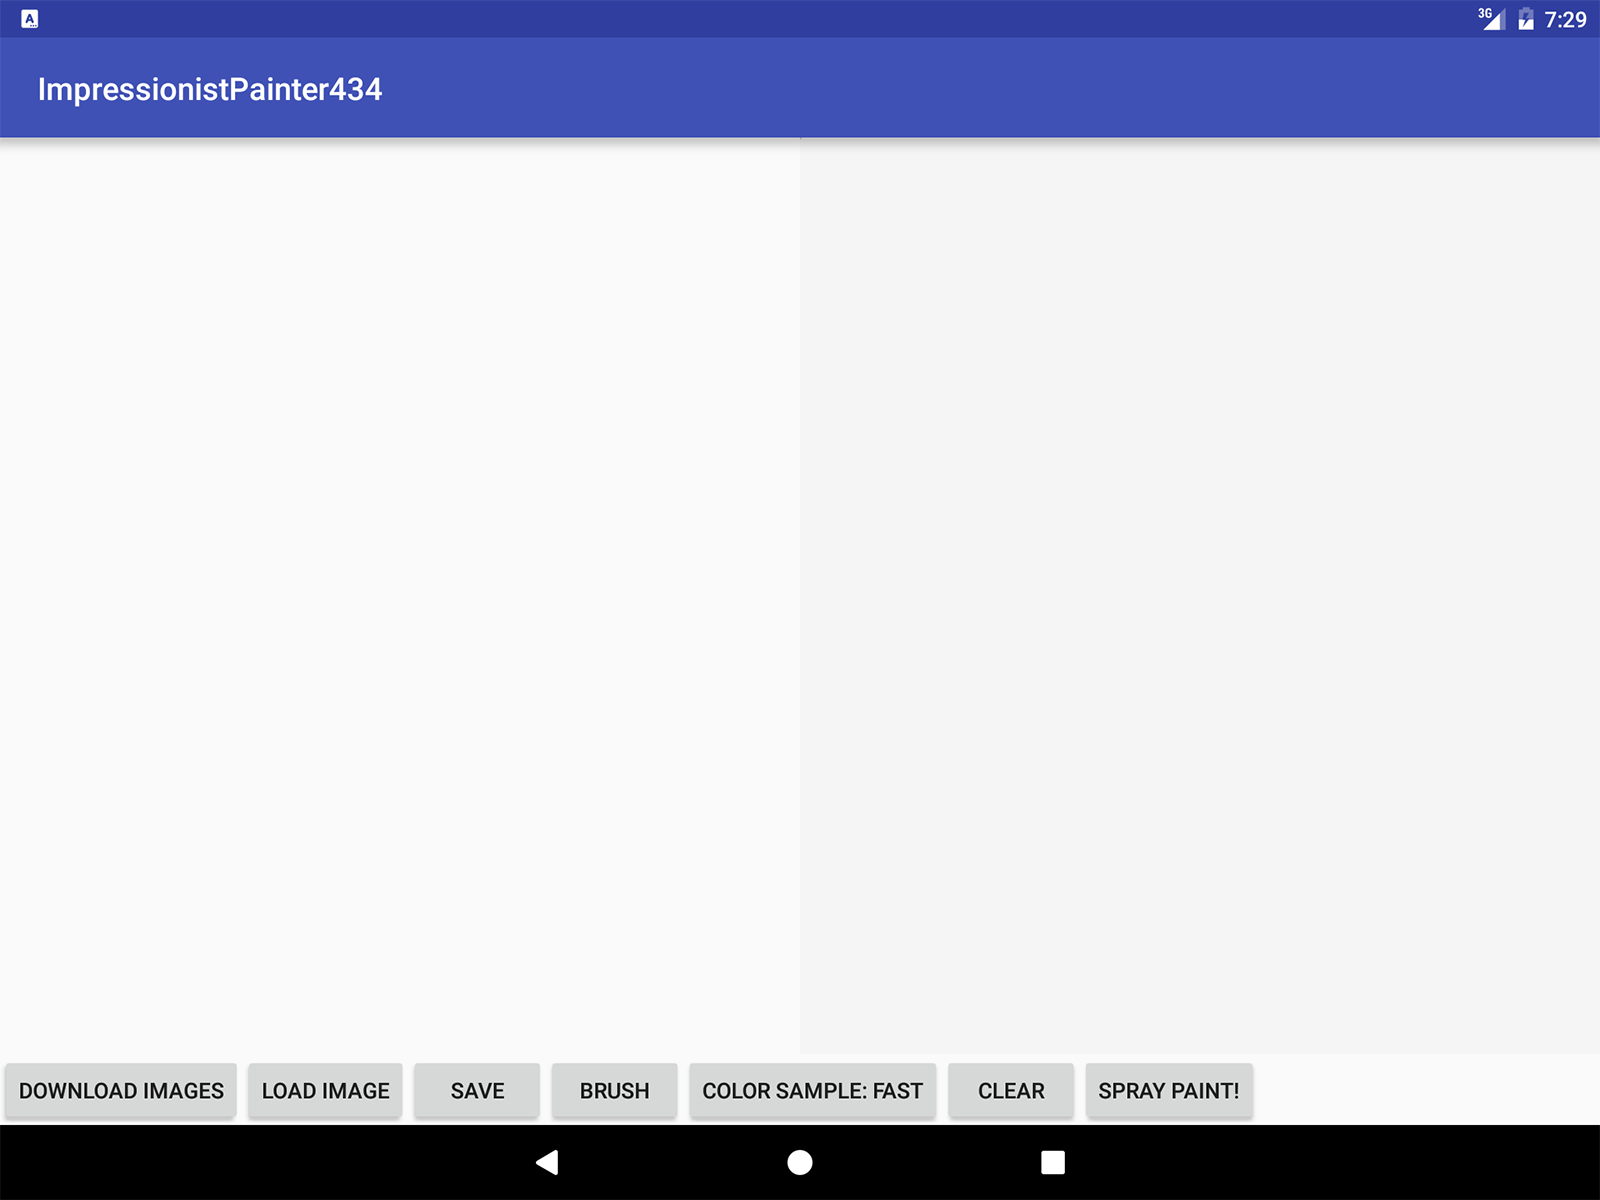 A
3G
7:29
ImpressionistPainter434
DOWNLOAD IMAGES
LOAD IMAGE
SAVE
BRUSH
COLOR SAMPLE: FAST
CLEAR
SPRAY PAINT!